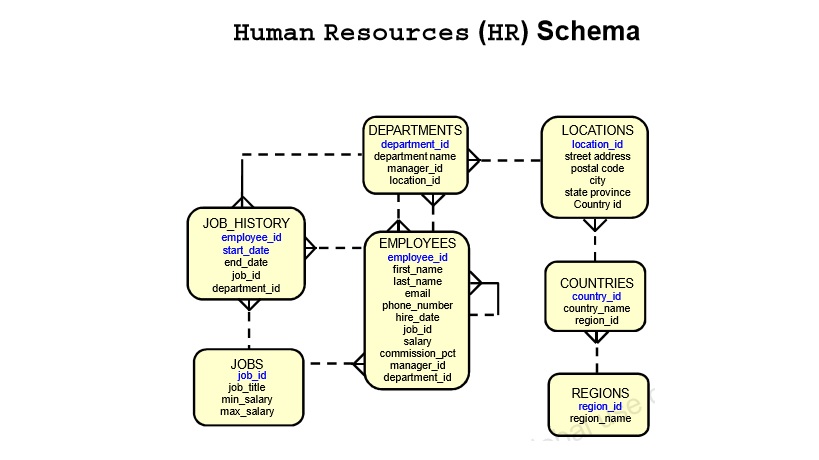 Human Resources (HR) Schema
DEPARTMENTS
department_id
department name
manager_id
location_id
LOCATIONS
location_id
street address
postal code
city
state province
Country id
JOB_HISTORY
employee_id
start_date
end_date
job_id
department_id
EMPLOYEES
employee_id
first_name
last_name
email
phone_number
hire_date
job_id
salary
commission_pct
manager_id
department_id
COUNTRIES
country_id
country_name
region_id
JOBS
job_id
job_title
min_salary
max_salary
REGIONS
region_id
region_name